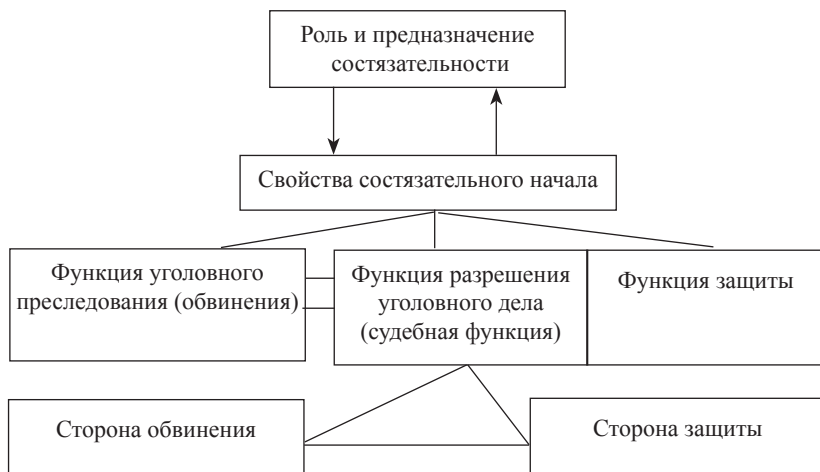 Роль и предназначение
состязательности
Свойства состязательного начала
Функция уголовного
преследования (обвинения)
Функция разрешения
уголовного дела
(судебная функция)
Функция защиты
Сторона обвинения
Сторона защиты